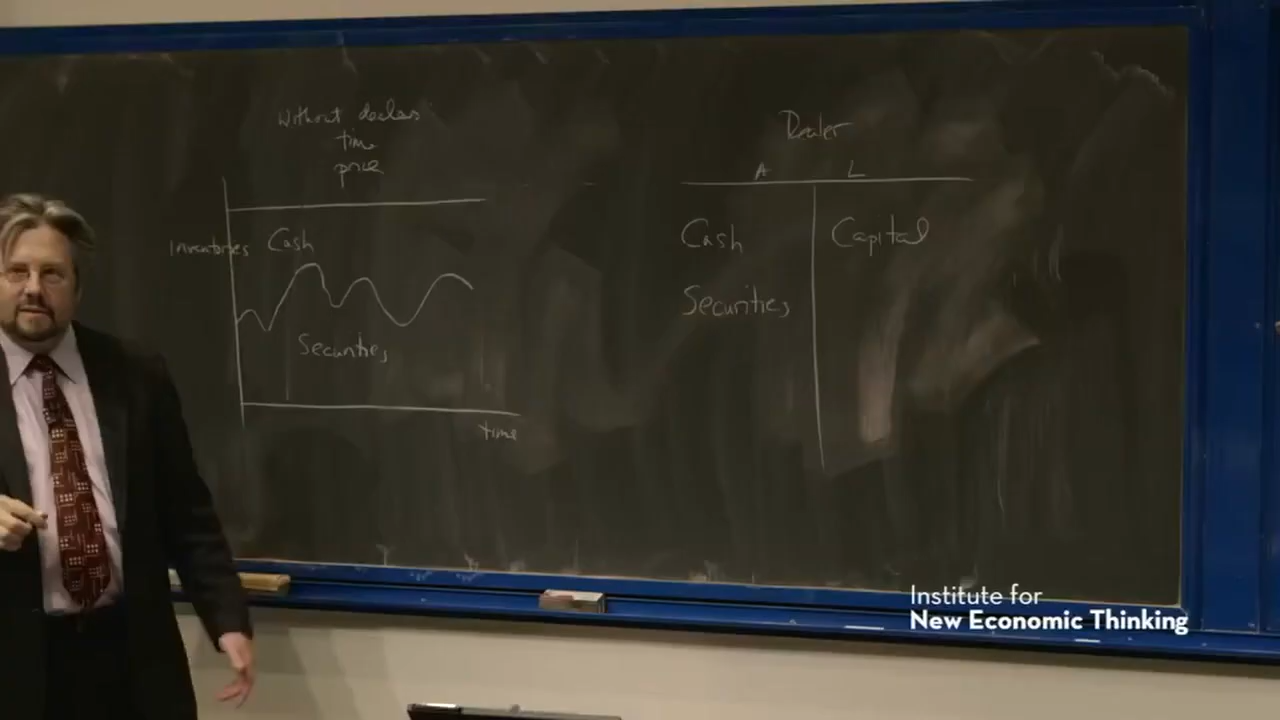 without dealers
time
price
Inventories Cash
Securities
time
Dealer
A L
Cash Capital
Securities
Institute for
New Economic Thinking